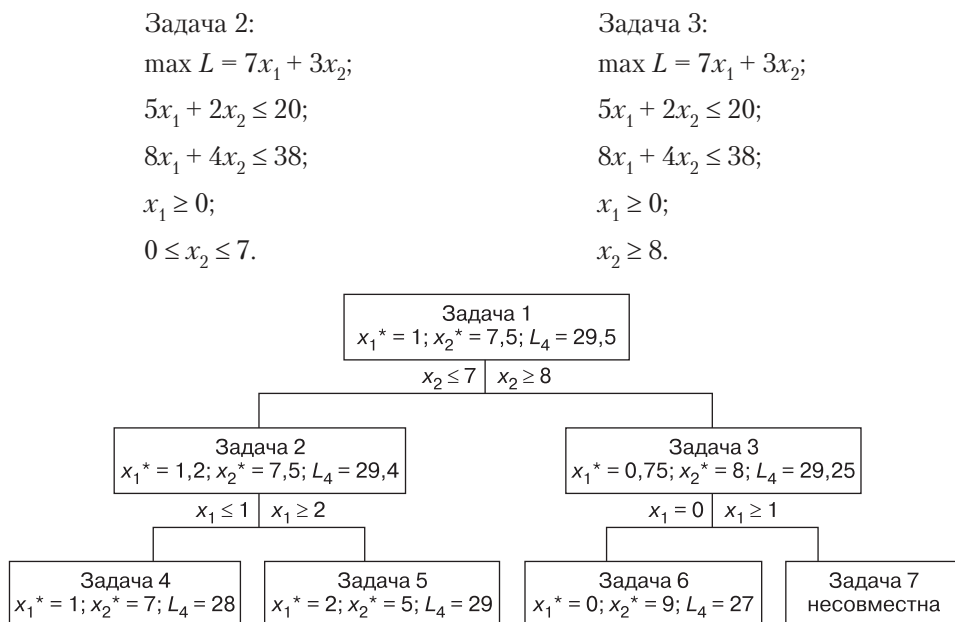 Задача 2:
max L = 7x₁ + 3x₂;
5x₁ + 2x₂ ≤ 20;
8x₁ + 4x₂ ≤ 38;
x₁ ≥ 0;
0 ≤ x₂ ≤ 7.
Задача 3:
max L = 7x₁ + 3x₂;
5x₁ + 2x₂ ≤ 20;
8x₁ + 4x₂ ≤ 38;
x₁ ≥ 0;
x₂ ≥ 8.
Задача 1
x₁* = 1; x₂* = 7,5; L₄ = 29,5
x₂ ≤ 7 x₂ ≥ 8
Задача 2
x₁* = 1,2; x₂* = 7,5; L₄ = 29,4
Задача 3
x₁* = 0,75; x₂* = 8; L₄ = 29,25
x₁ ≤ 1 x₁ ≥ 2
x₁ = 0 x₁ ≥ 1
Задача 4
x₁* = 1; x₂* = 7; L₄ = 28
Задача 5
x₁* = 2; x₂* = 5; L₄ = 29
Задача 6
x₁* = 0; x₂* = 9; L₄ = 27
Задача 7
несовместна